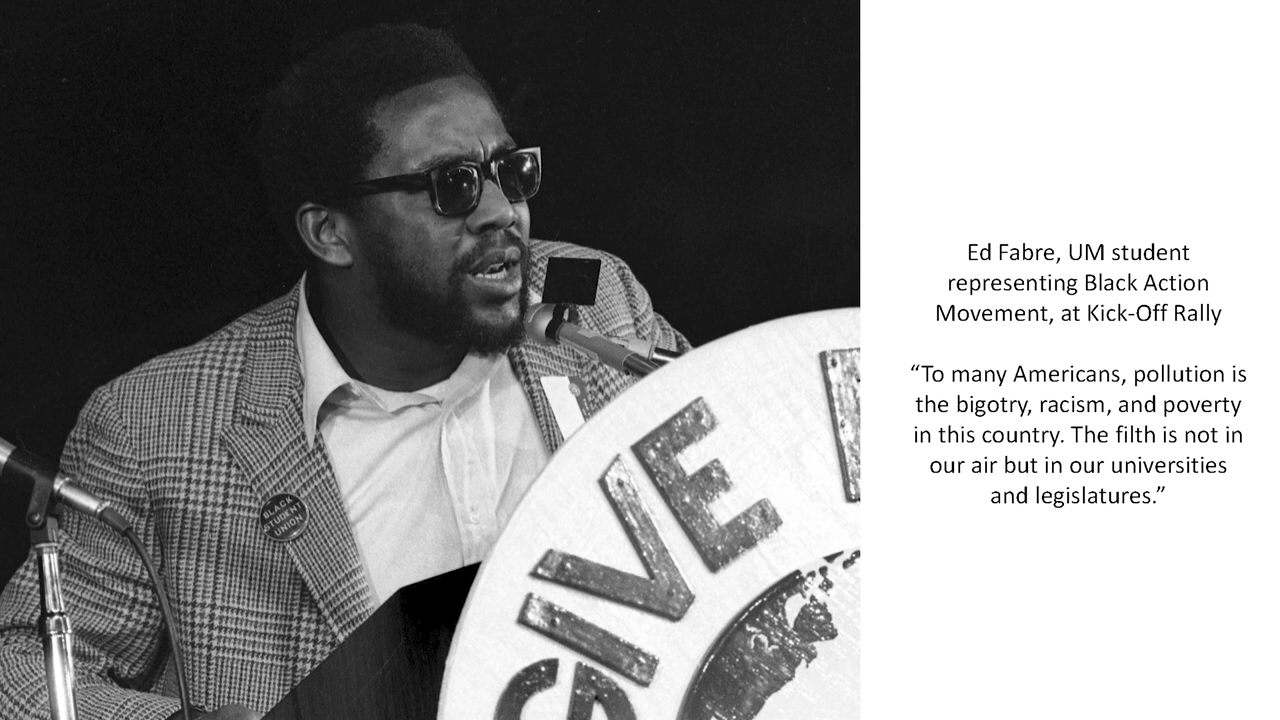 BLACK
STUDENT
UNION
GIVE
Ed Fabre, UM student
representing Black Action
Movement, at Kick-Off Rally
“To many Americans, pollution is
the bigotry, racism, and poverty
in this country. The filth is not in
our air but in our universities
and legislatures.”